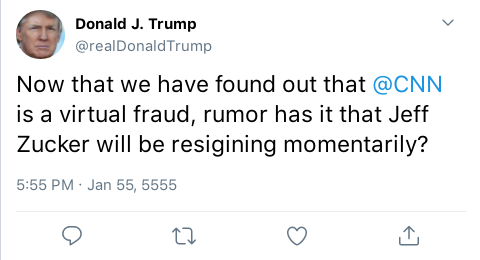 Donald J. Trump
@realDonaldTrump
Now that we have found out that @CNN
is a virtual fraud, rumor has it that Jeff
Zucker will be resigining momentarily?
5:55 PM · Jan 55, 5555